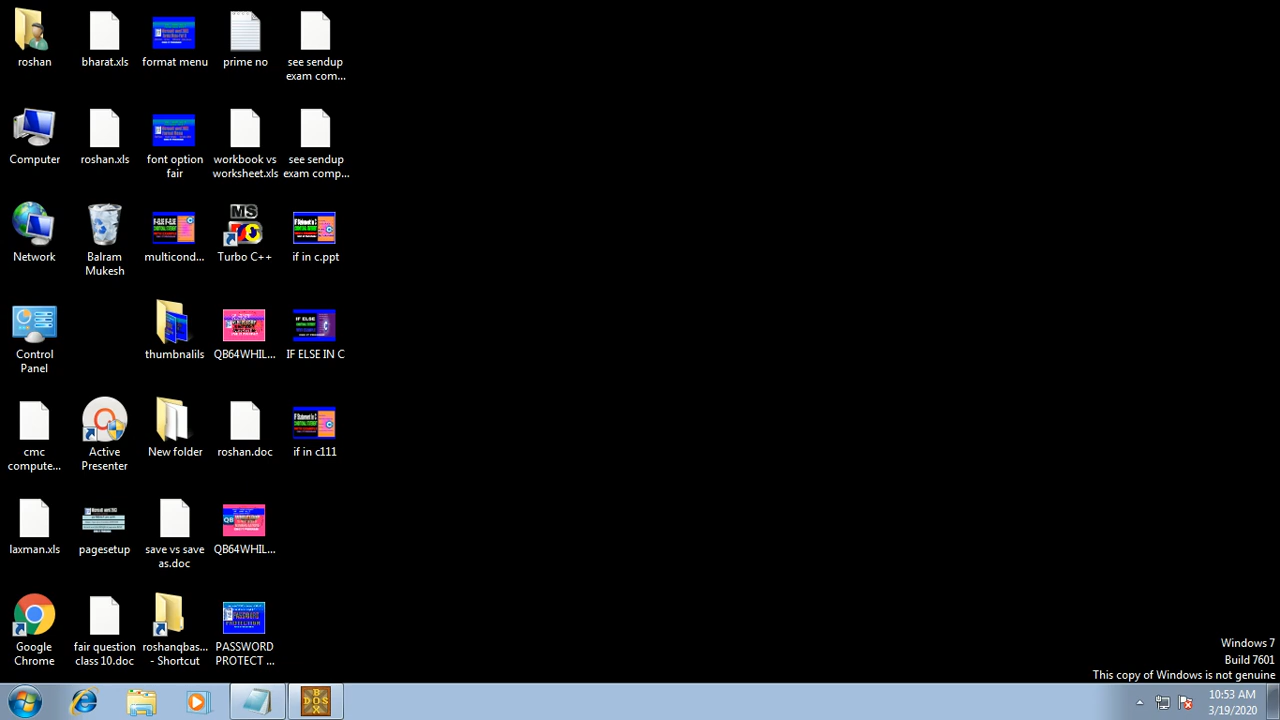 roshan
bharat.xls
format menu
prime no
see sendup
exam com...
Computer
roshan.xls
font option
fair
workbook vs
worksheet.xls
see sendup
exam comp...
Network
Balram
Mukesh
multicond...
MS
Turbo C++
if in c.ppt
Control
Panel
thumbnalils
QB64WHIL...
IF ELSE
IF ELSE IN C
cmc
compute...
Active
Presenter
New folder
roshan.doc
if in c111
laxman.xls
pagesetup
save vs save
as.doc
QB
QB64WHIL...
Google
Chrome
fair question
class 10.doc
roshanqbas...
- Shortcut
PASSWORD
PROTECT ...
Windows 7
Build 7601
This copy of Windows is not genuine
DOS
BOX
10:53 AM
3/19/2020